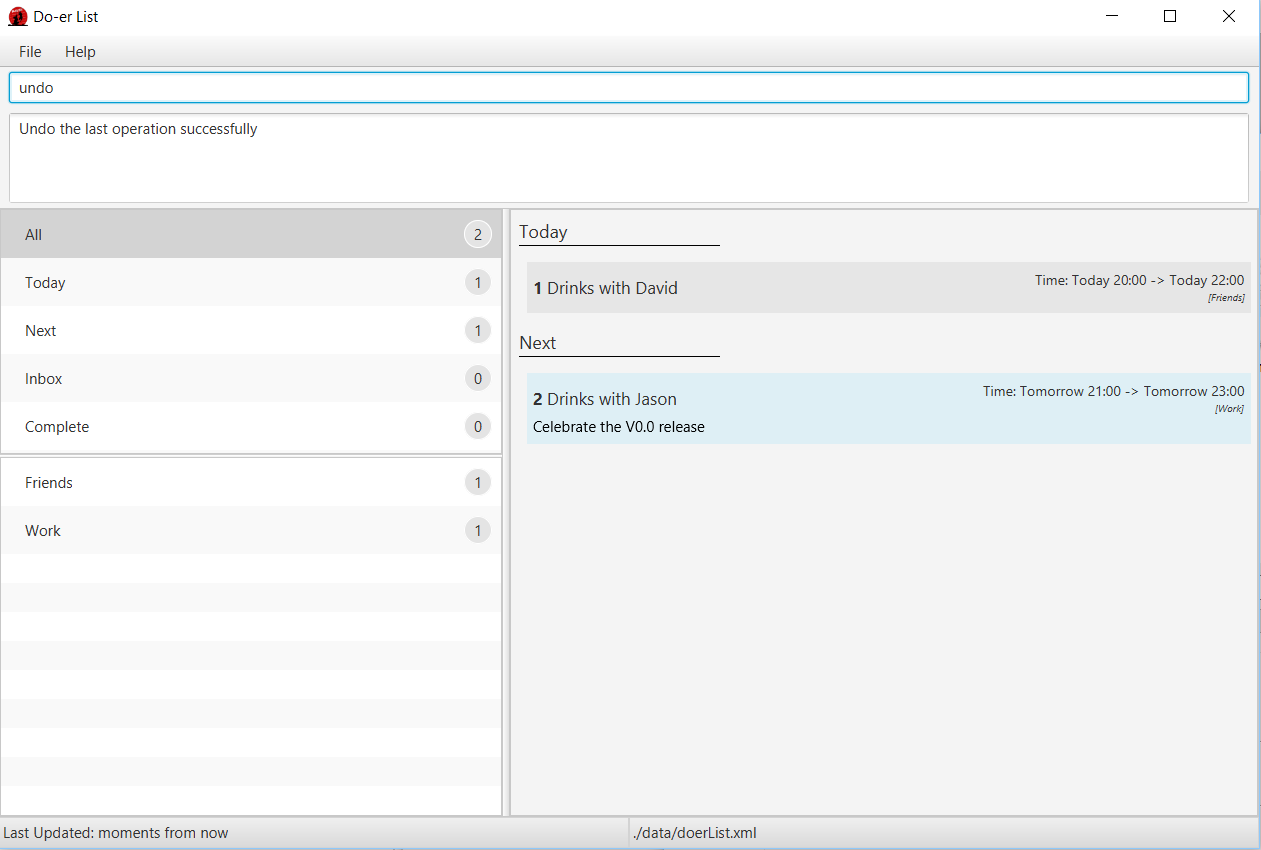 Do-er List
File Help
undo
Undo the last operation successfully
All 2
Today 1
Next 1
Inbox 0
Complete 0
Friends 1
Work 1
Today
1 Drinks with David
Time: Today 20:00 -> Today 22:00
[Friends]
Next
2 Drinks with Jason
Time: Tomorrow 21:00 -> Tomorrow 23:00
[Work]
Celebrate the V0.0 release
Last Updated: moments from now
./data/doerList.xml